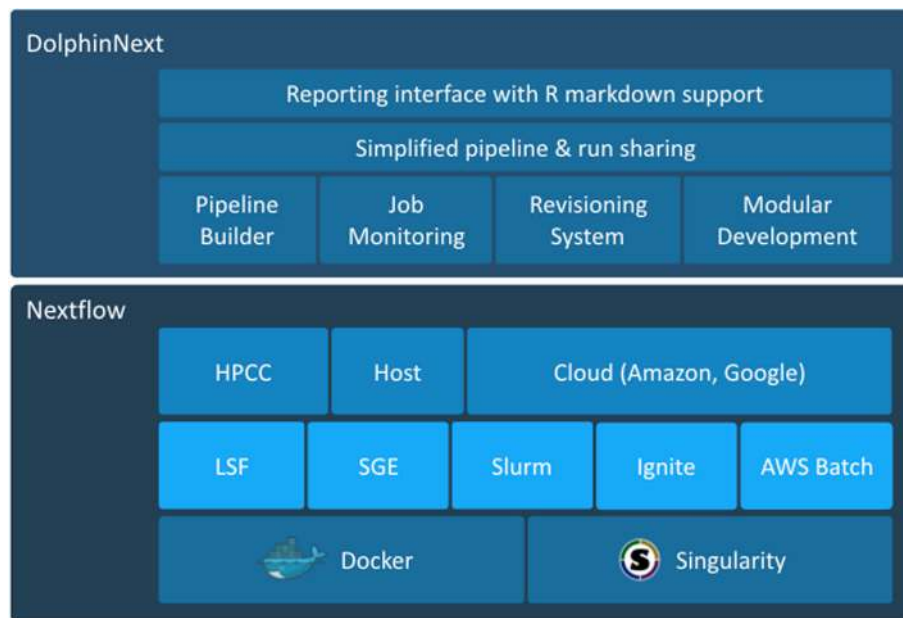 DolphinNext
Reporting interface with R markdown support
Simplified pipeline & run sharing
Pipeline
Builder
Job
Monitoring
Revisioning
System
Modular
Development
Nextflow
HPCC
Host
Cloud (Amazon, Google)
LSF
SGE
Slurm
Ignite
AWS Batch
Docker
S
Singularity